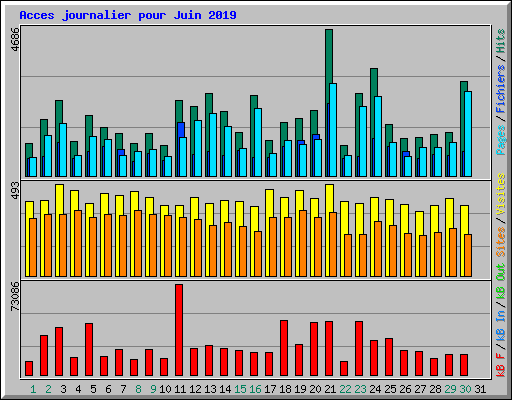 Acces journalier pour Juin 2019
4686
493
73086
Pages / Fichiers / Hits
Sites / Visites
kB F / kB In / kB Out
1 2 3 4 5 6 7 8 9 10 11 12 13 14 15 16 17 18 19 20 21 22 23 24 25 26 27 28 29 30 31